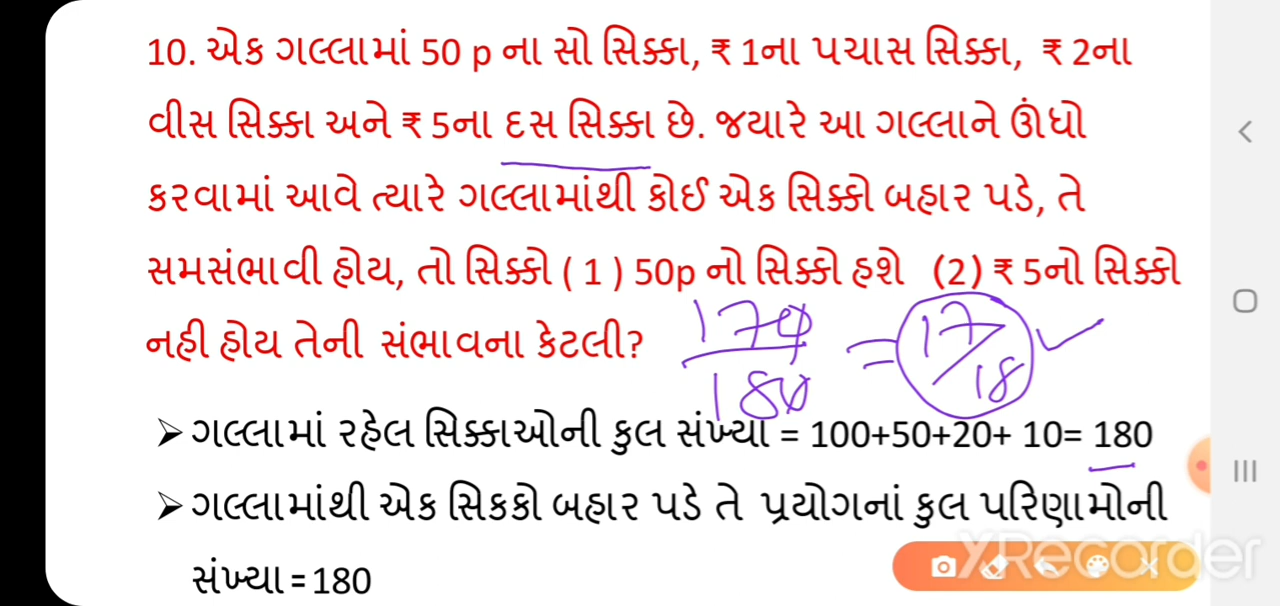 10. એક ગલ્લામાં 50 p ના સો સિક્કા, ₹ 1ના પચાસ સિક્કા, ₹ 2ના
વીસ સિક્કા અને ₹ 5ના દસ સિક્કા છે. જયારે આ ગલ્લાને ઊંધો
કરવામાં આવે ત્યારે ગલ્લામાંથી કોઈ એક સિક્કો બહાર પડે, તે
સમસંભાવી હોય, તો સિક્કો ( 1 ) 50p નો સિક્કો હશે (2) ₹ 5નો સિક્કો
નહી હોય તેની સંભાવના કેટલી? 170/180 = 17/18
➢ ગલ્લામાં રહેલ સિક્કાઓની કુલ સંખ્યા = 100+50+20+ 10= 180
➢ ગલ્લામાંથી એક સિકકો બહાર પડે તે પ્રયોગનાં કુલ પરિણામોની
સંખ્યા = 180
XRecorder